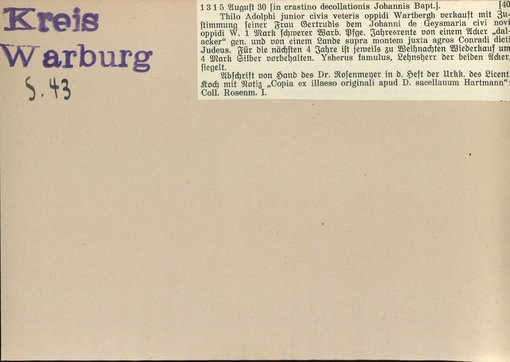 Kreis
Warburg
S. 43
1315 August 30 [in crastino decollationis Johannis Bapt.]. [40
Thilo Adolphi junior civis veteris oppidi Wartbergh verkauft mit Zu-
stimmung seiner Frau Gertrudis dem Johanni de Geysmaria civi novi
oppidi W. 1 Mark schwerer Warb. Pfge. Jahresrente von einem Acker „dal-
acker“ gen. und von einem Lande supra montem juxta agros Conradi dicti
Judeus. Für die nächsten 4 Jahre ist jeweils zu Weihnachten Wiederkauf um
4 Mark Silber vorbehalten. Ysherus famulus, Lehnsherr der beiden Äcker,
siegelt.
Abschrift von Hand des Dr. Rosenmeyer in d. Heft der Urkk. des Licent.
Koch mit Notiz „Copia ex illaeso originali apud D. sacellanum Hartmann“:
Coll. Rosenm. I.